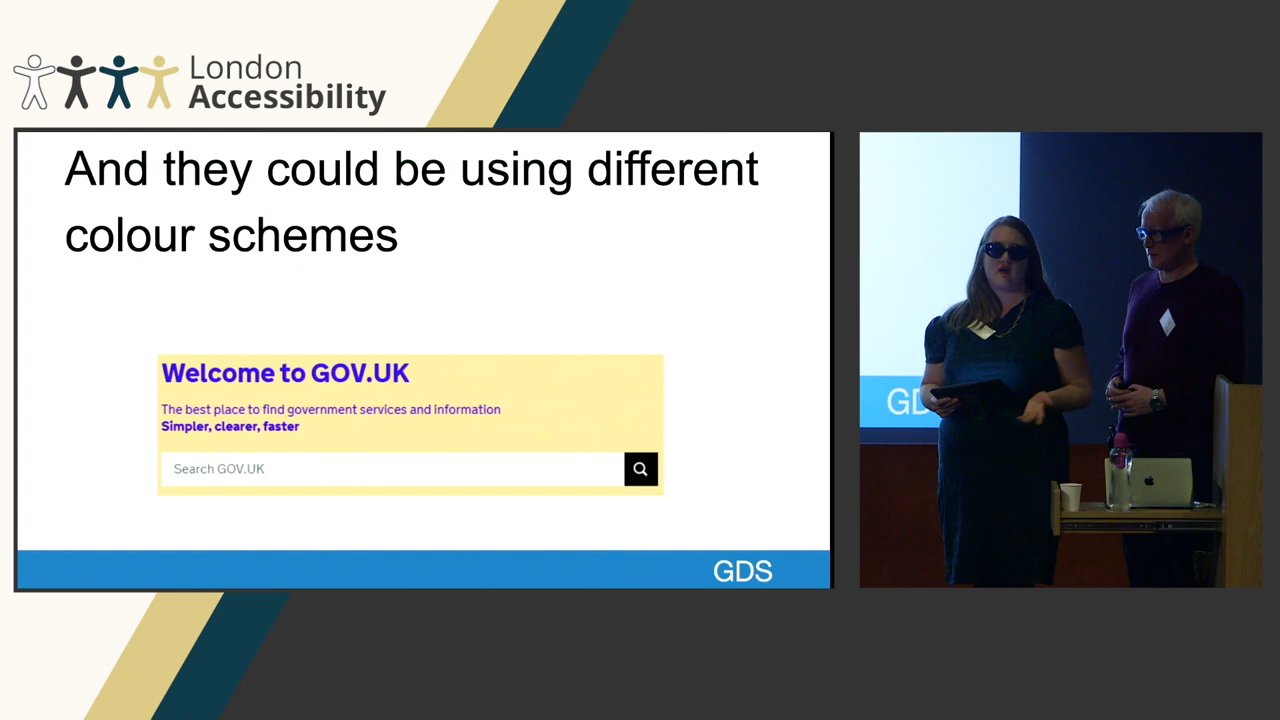 London
Accessibility
And they could be using different
colour schemes
Welcome to GOV.UK
The best place to find government services and information
Simpler, clearer, faster
Search GOV.UK
GDS
GD